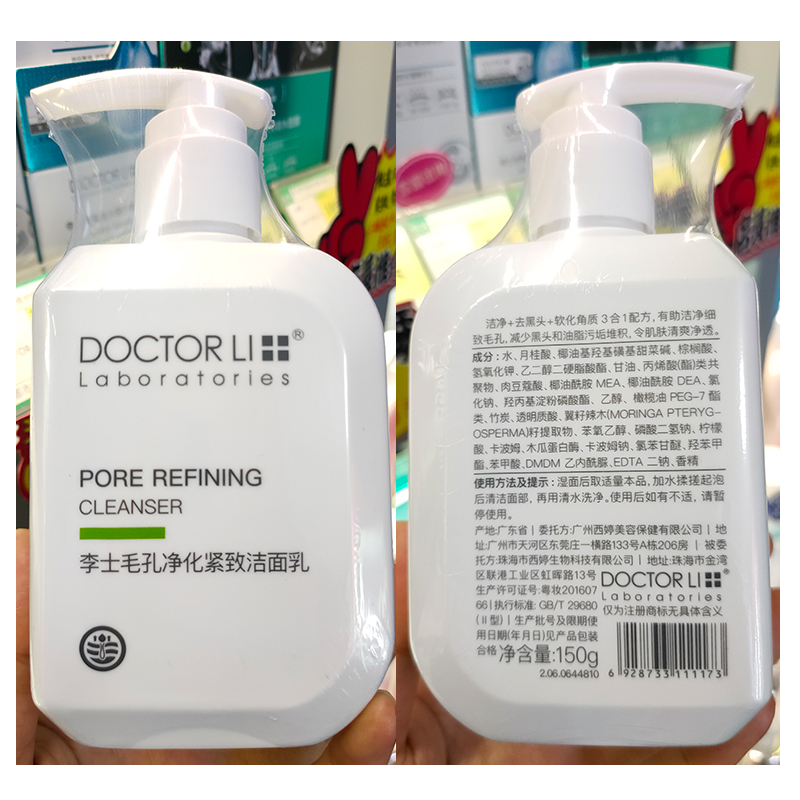 DOCTOR LI®
Laboratories
PORE REFINING
CLEANSER
李士毛孔净化紧致洁面乳
洁净+去黑头+软化角质 3合1配方，有助洁净细
致毛孔，减少黑头和油脂污垢堆积，令肌肤清爽净透。
成分：水、月桂酸、椰油基羟基磺基甜菜碱、棕榈酸、
氢氧化钾、乙二醇二硬脂酸酯、甘油、丙烯酸(酯)类共
聚物、肉豆蔻酸、椰油酰胺 MEA、椰油酰胺 DEA、氯
化钠、羟丙基淀粉磷酸酯、乙醇、橄榄油 PEG-7 酯
类、竹炭、透明质酸、翼籽辣木(MORINGA PTERYG-
OSPERMA)籽提取物、苯氧乙醇、磷酸二氢钠、柠檬
酸、卡波姆、木瓜蛋白酶、卡波姆钠、氯苯甘醚、羟苯甲
酯、苯甲酸、DMDM 乙内酰脲、EDTA 二钠、香精
使用方法及提示：湿面后取适量本品，加水揉搓起泡
后清洁面部，再用清水洗净。使用后如有不适，请暂
停使用。
产地：广东省 | 委托方：广州西婷美容保健有限公司 | 地
址：广州市天河区东莞庄一横路133号A栋206房 | 被委
托方：珠海市西婷生物科技有限公司 | 地址：珠海市金湾
区联港工业区虹晖路13号
生产许可证号：粤妆201607
66 | 执行标准：GB/T 29680
(II型) | 生产批号及限期使
用日期(年月日)见产品包装
合格 净含量:150g
DOCTOR LI®
Laboratories
仅为注册商标无具体含义
2.06.0644810
6 928733 111173